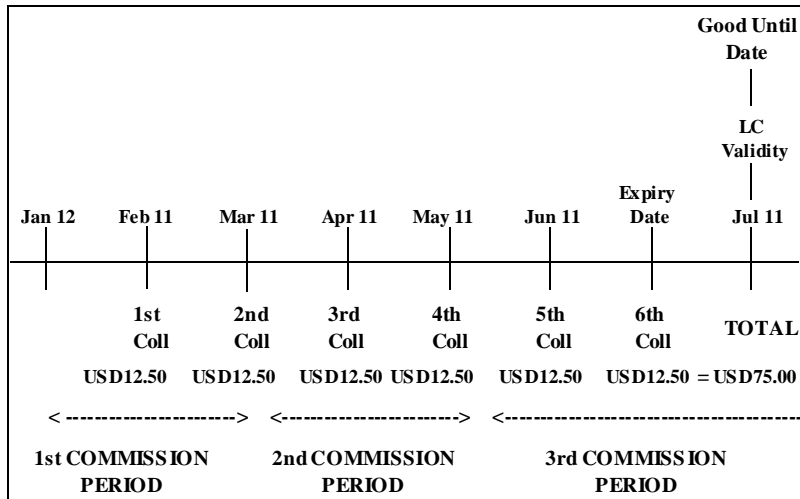 Good Until
Date
LC
Validity
Jan 12 Feb 11 Mar 11 Apr 11 May 11 Jun 11 Expiry Date Jul 11
1st Coll 2nd Coll 3rd Coll 4th Coll 5th Coll 6th Coll TOTAL
USD12.50 USD12.50 USD12.50 USD12.50 USD12.50 USD12.50 = USD75.00
< ------------------------> <-----------------------> <---------------------------------------
1st COMMISSION PERIOD 2nd COMMISSION PERIOD 3rd COMMISSION PERIOD